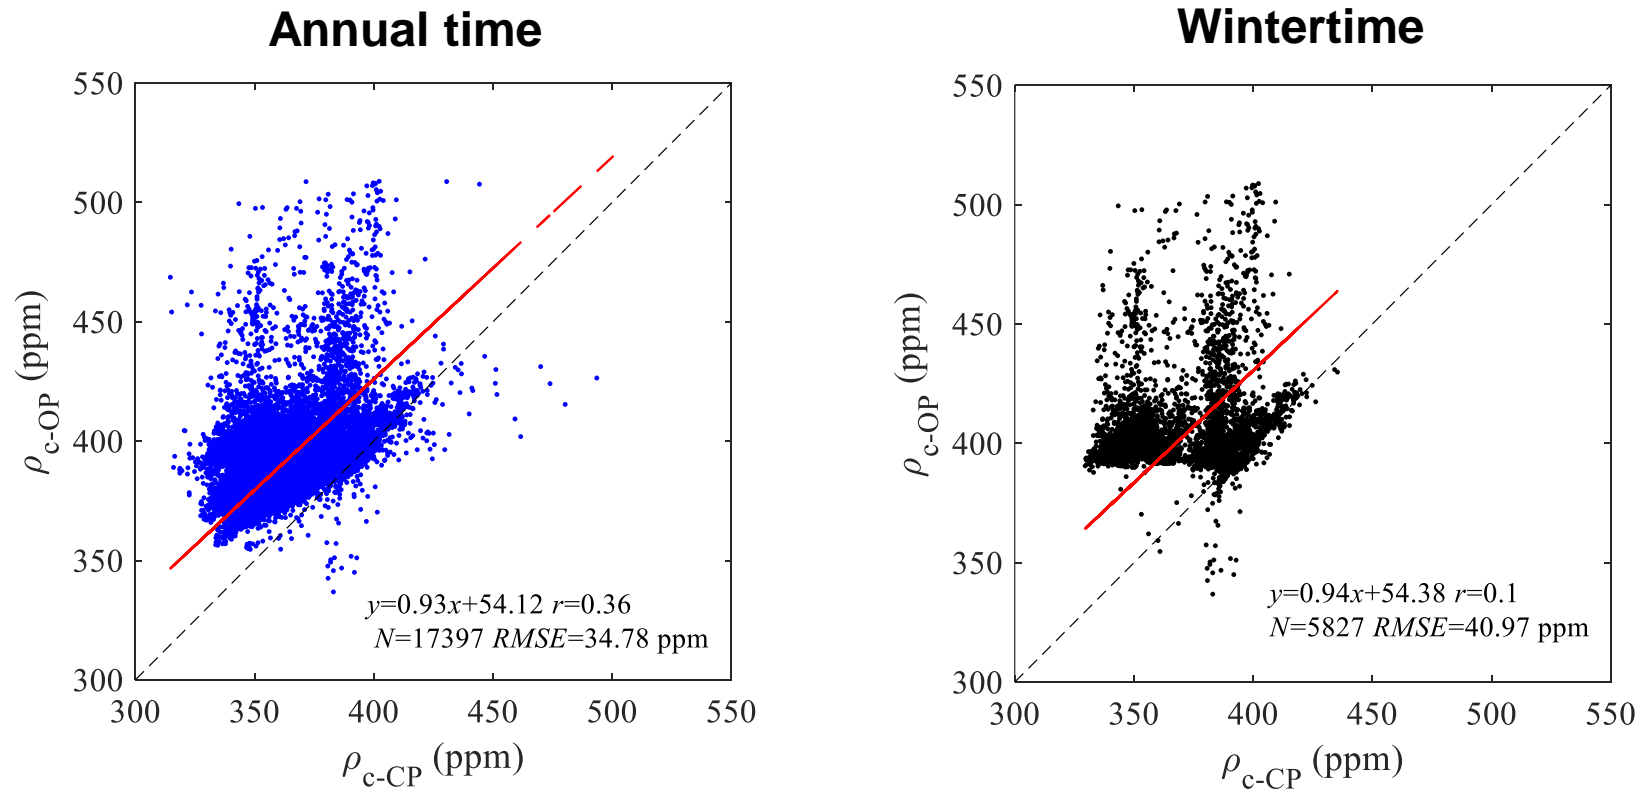 Annual time
550
500
450
400
350
300
300 350 400 450 500 550
ρc-OP (ppm)
ρc-CP (ppm)
y=0.93x+54.12 r=0.36
N=17397 RMSE=34.78 ppm
Wintertime
550
500
450
400
350
300
300 350 400 450 500 550
ρc-OP (ppm)
ρc-CP (ppm)
y=0.94x+54.38 r=0.1
N=5827 RMSE=40.97 ppm